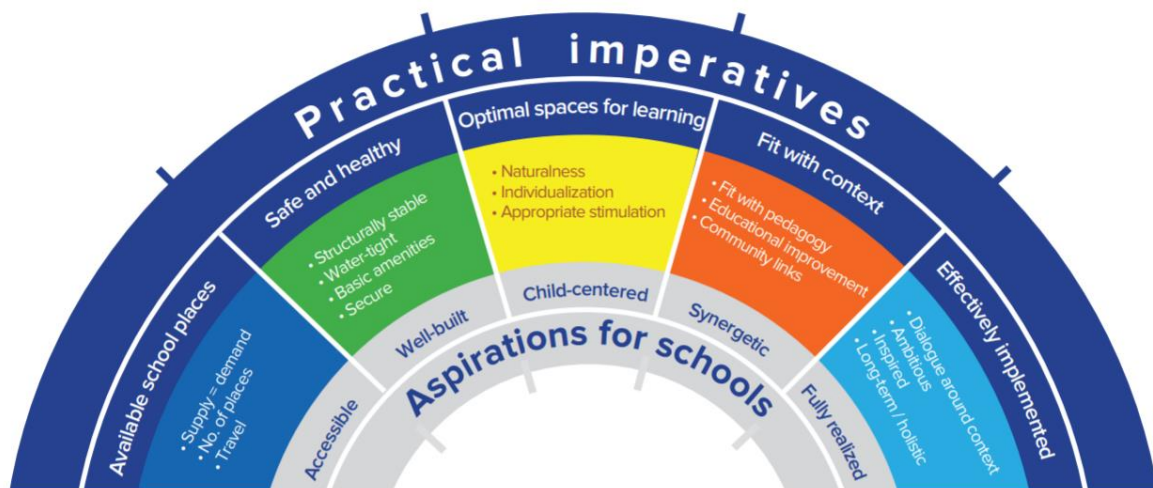 Practical imperatives
Available school places
• Supply = demand
• No. of places
• Travel
Accessible
Safe and healthy
• Structurally stable
• Water-tight
• Basic amenities
• Secure
Well-built
Optimal spaces for learning
• Naturalness
• Individualization
• Appropriate stimulation
Child-centered
Fit with context
• Fit with pedagogy
• Educational improvement
• Community links
Synergetic
Effectively implemented
• Dialogue around context
• Ambitious
• Inspired
• Long-term / holistic
Fully realized
Aspirations for schools